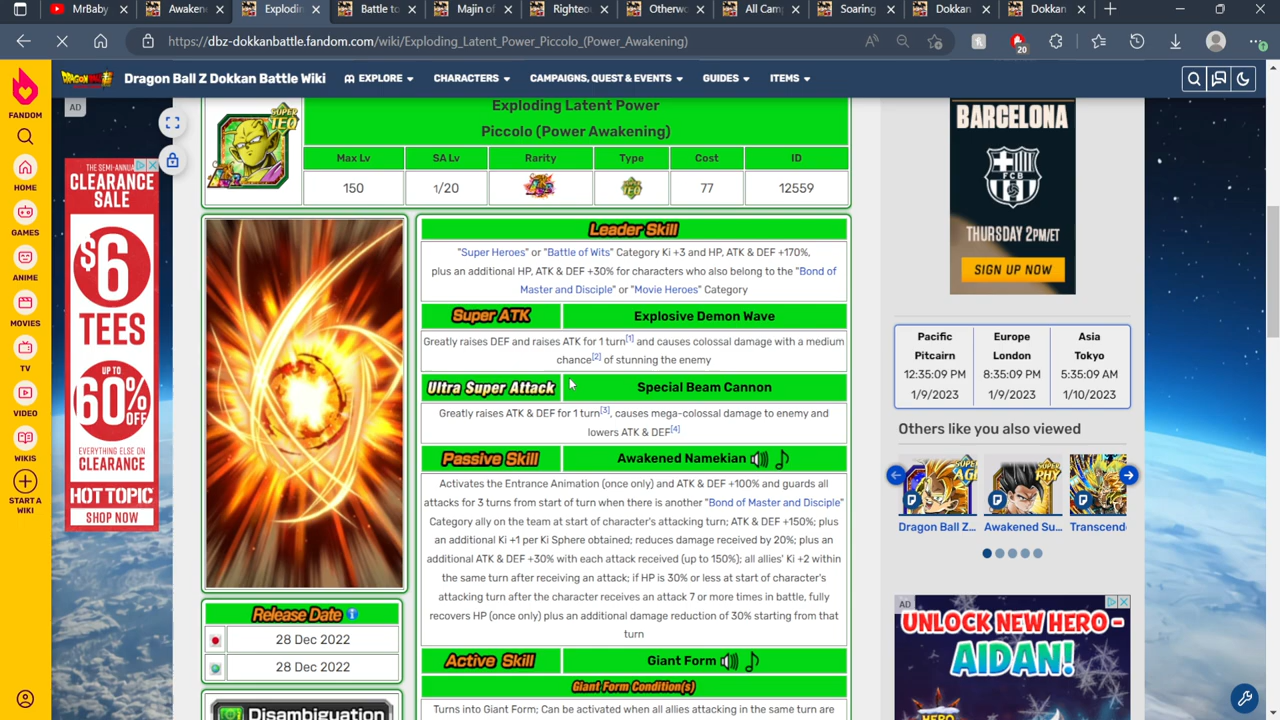 MrBaby
Awaken
Explodin
Battle to
Majin of
Righteo
Otherwo
All Camp
Soaring
Dokkan
Dokkan
https://dbz-dokkanbattle.fandom.com/wiki/Exploding_Latent_Power_Piccolo_(Power_Awakening)
20
Dragon Ball Z Dokkan Battle Wiki
EXPLORE
CHARACTERS
CAMPAIGNS, QUEST & EVENTS
GUIDES
ITEMS
FANDOM
HOME
GAMES
ANIME
MOVIES
TV
VIDEO
WIKIS
START A
WIKI
AD
THE SEMI-ANNUA
CLEARANCE
SALE
$6
TEES
UP TO
60% OFF
EVERYTHING ELSE ON
CLEARANCE
HOT TOPIC
SHOP NOW
SUPER
TEQ
Exploding Latent Power
Piccolo (Power Awakening)
Max Lv SA Lv Rarity Type Cost ID
150 1/20 77 12559
Leader Skill
"Super Heroes" or "Battle of Wits" Category Ki +3 and HP, ATK & DEF +170%,
plus an additional HP, ATK & DEF +30% for characters who also belong to the "Bond of
Master and Disciple" or "Movie Heroes" Category
Super ATK Explosive Demon Wave
Greatly raises DEF and raises ATK for 1 turn[1] and causes colossal damage with a medium
chance[2] of stunning the enemy
Ultra Super Attack Special Beam Cannon
Greatly raises ATK & DEF for 1 turn[3], causes mega-colossal damage to enemy and
lowers ATK & DEF[4]
Passive Skill Awakened Namekian
Activates the Entrance Animation (once only) and ATK & DEF +100% and guards all
attacks for 3 turns from start of turn when there is another "Bond of Master and Disciple"
Category ally on the team at start of character's attacking turn; ATK & DEF +150%; plus
an additional Ki +1 per Ki Sphere obtained; reduces damage received by 20%; plus an
additional ATK & DEF +30% with each attack received (up to 150%); all allies' Ki +2 within
the same turn after receiving an attack; if HP is 30% or less at start of character's
attacking turn after the character receives an attack 7 or more times in battle, fully
recovers HP (once only) plus an additional damage reduction of 30% starting from that
turn
Active Skill Giant Form
Giant Form Condition(s)
Turns into Giant Form; Can be activated when all allies attacking in the same turn are
Release Date
28 Dec 2022
28 Dec 2022
Disambiguation
BARCELONA
FCB
THURSDAY 2PM/ET
SIGN UP NOW
Pacific Europe Asia
Pitcairn London Tokyo
12:35:09 PM 8:35:09 PM 5:35:09 AM
1/9/2023 1/9/2023 1/10/2023
Others like you also viewed
SUPER
AGI
SUPER
PHY
Dragon Ball Z... Awakened Su... Transcend
AD
UNLOCK NEW HERO -
AIDAN!
HERO